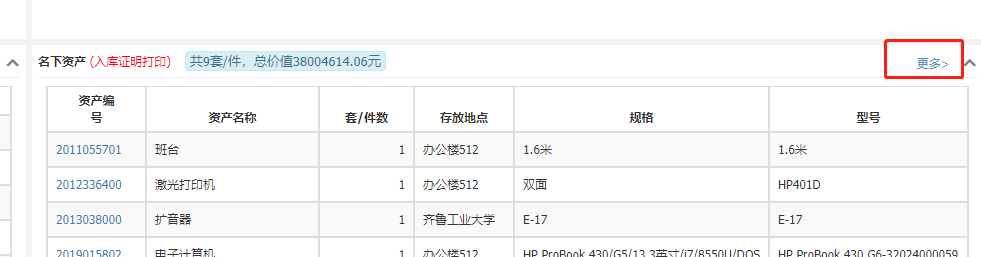 名下资产 (入库证明打印) 共9套/件，总价值38004614.06元 更多>
资产编号 资产名称 套/件数 存放地点 规格 型号
2011055701 班台 1 办公楼512 1.6米 1.6米
2012336400 激光打印机 1 办公楼512 双面 HP401D
2013038000 扩音器 1 齐鲁工业大学 E-17 E-17
2019015802 电子计算机 1 办公楼512 HP ProBook 430/G5/13.3英寸/i7/8550U/DOS HP ProBook 430 G6-32024000059